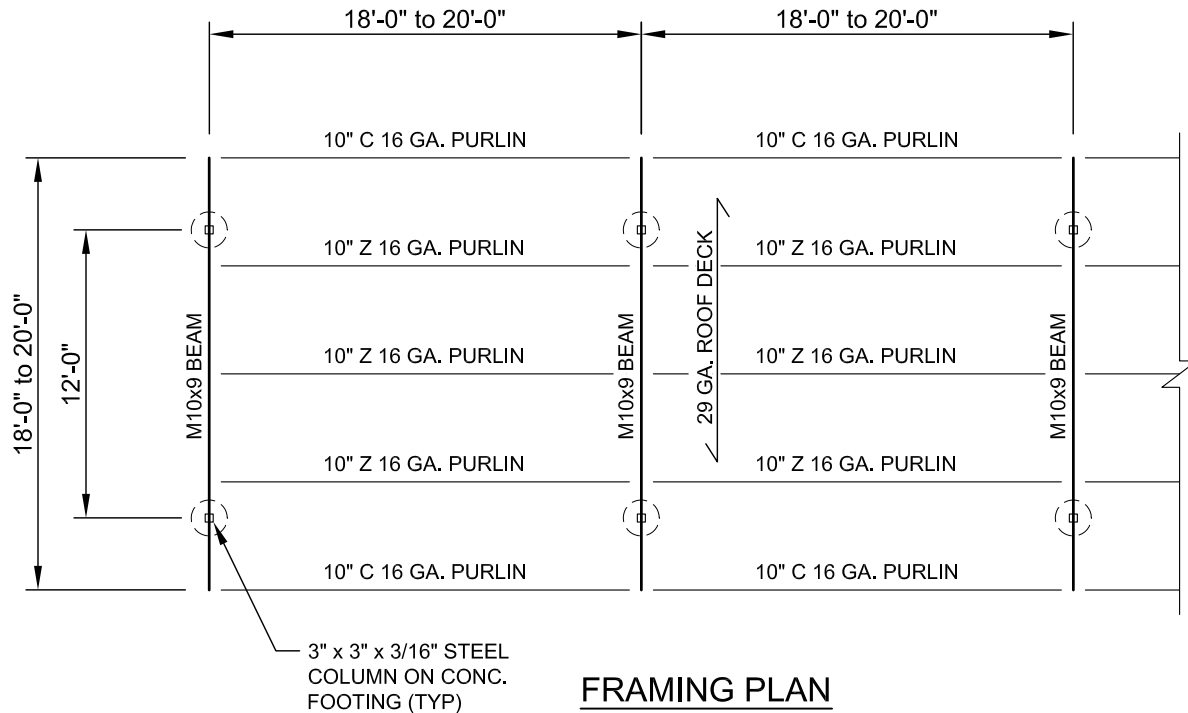 18'-0" to 20'-0"
18'-0" to 20'-0"
10" C 16 GA. PURLIN
10" C 16 GA. PURLIN
10" Z 16 GA. PURLIN
10" Z 16 GA. PURLIN
18'-0" to 20'-0"
12'-0"
M10x9 BEAM
10" Z 16 GA. PURLIN
M10x9 BEAM
29 GA. ROOF DECK
10" Z 16 GA. PURLIN
M10x9 BEAM
10" Z 16 GA. PURLIN
10" Z 16 GA. PURLIN
10" C 16 GA. PURLIN
10" C 16 GA. PURLIN
3" x 3" x 3/16" STEEL
COLUMN ON CONC.
FOOTING (TYP)
FRAMING PLAN